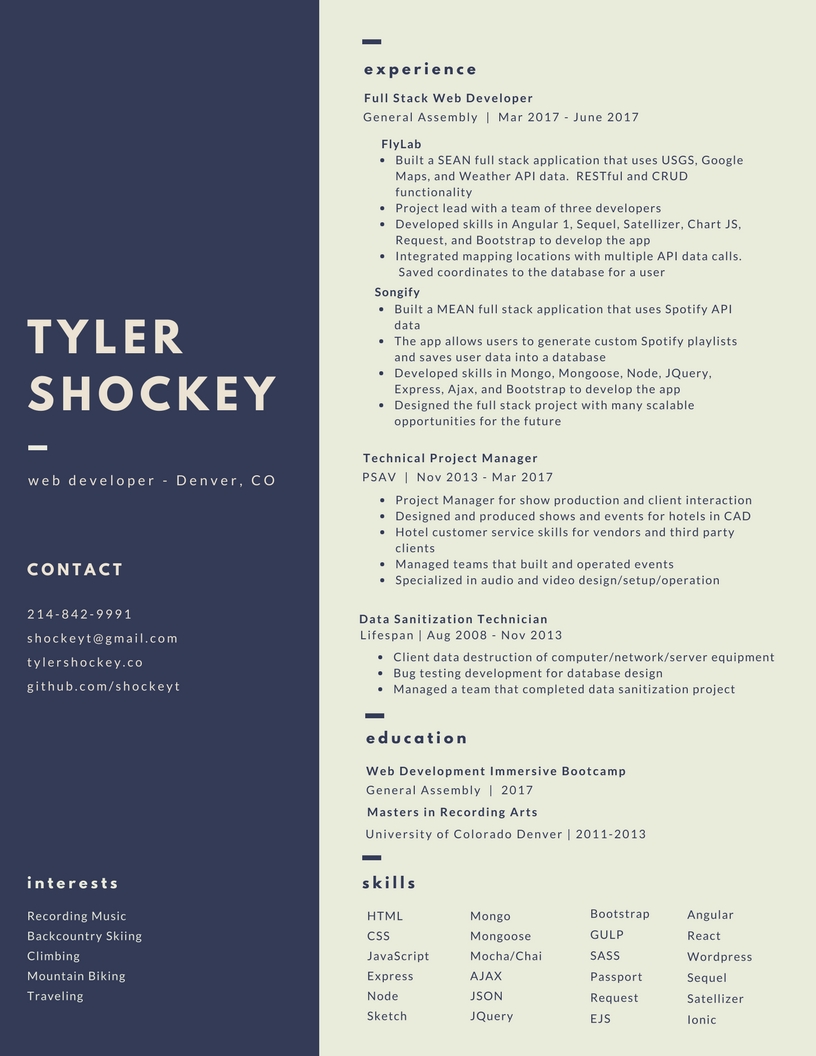 TYLER
SHOCKEY
web developer - Denver, CO
CONTACT
214-842-9991
shockeyt@gmail.com
tylershockey.co
github.com/shockeyt
interests
Recording Music
Backcountry Skiing
Climbing
Mountain Biking
Traveling
experience
Full Stack Web Developer
General Assembly | Mar 2017 - June 2017
FlyLab
• Built a SEAN full stack application that uses USGS, Google
Maps, and Weather API data. RESTful and CRUD
functionality
• Project lead with a team of three developers
• Developed skills in Angular 1, Sequel, Satellizer, Chart JS,
Request, and Bootstrap to develop the app
• Integrated mapping locations with multiple API data calls.
Saved coordinates to the database for a user
Songify
• Built a MEAN full stack application that uses Spotify API
data
• The app allows users to generate custom Spotify playlists
and saves user data into a database
• Developed skills in Mongo, Mongoose, Node, JQuery,
Express, Ajax, and Bootstrap to develop the app
• Designed the full stack project with many scalable
opportunities for the future
Technical Project Manager
PSAV | Nov 2013 - Mar 2017
• Project Manager for show production and client interaction
• Designed and produced shows and events for hotels in CAD
• Hotel customer service skills for vendors and third party
clients
• Managed teams that built and operated events
• Specialized in audio and video design/setup/operation
Data Sanitization Technician
Lifespan | Aug 2008 - Nov 2013
• Client data destruction of computer/network/server equipment
• Bug testing development for database design
• Managed a team that completed data sanitization project
education
Web Development Immersive Bootcamp
General Assembly | 2017
Masters in Recording Arts
University of Colorado Denver | 2011-2013
skills
HTML
CSS
JavaScript
Express
Node
Sketch
Mongo
Mongoose
Mocha/Chai
AJAX
JSON
JQuery
Bootstrap
GULP
SASS
Passport
Request
EJS
Angular
React
Wordpress
Sequel
Satellizer
Ionic